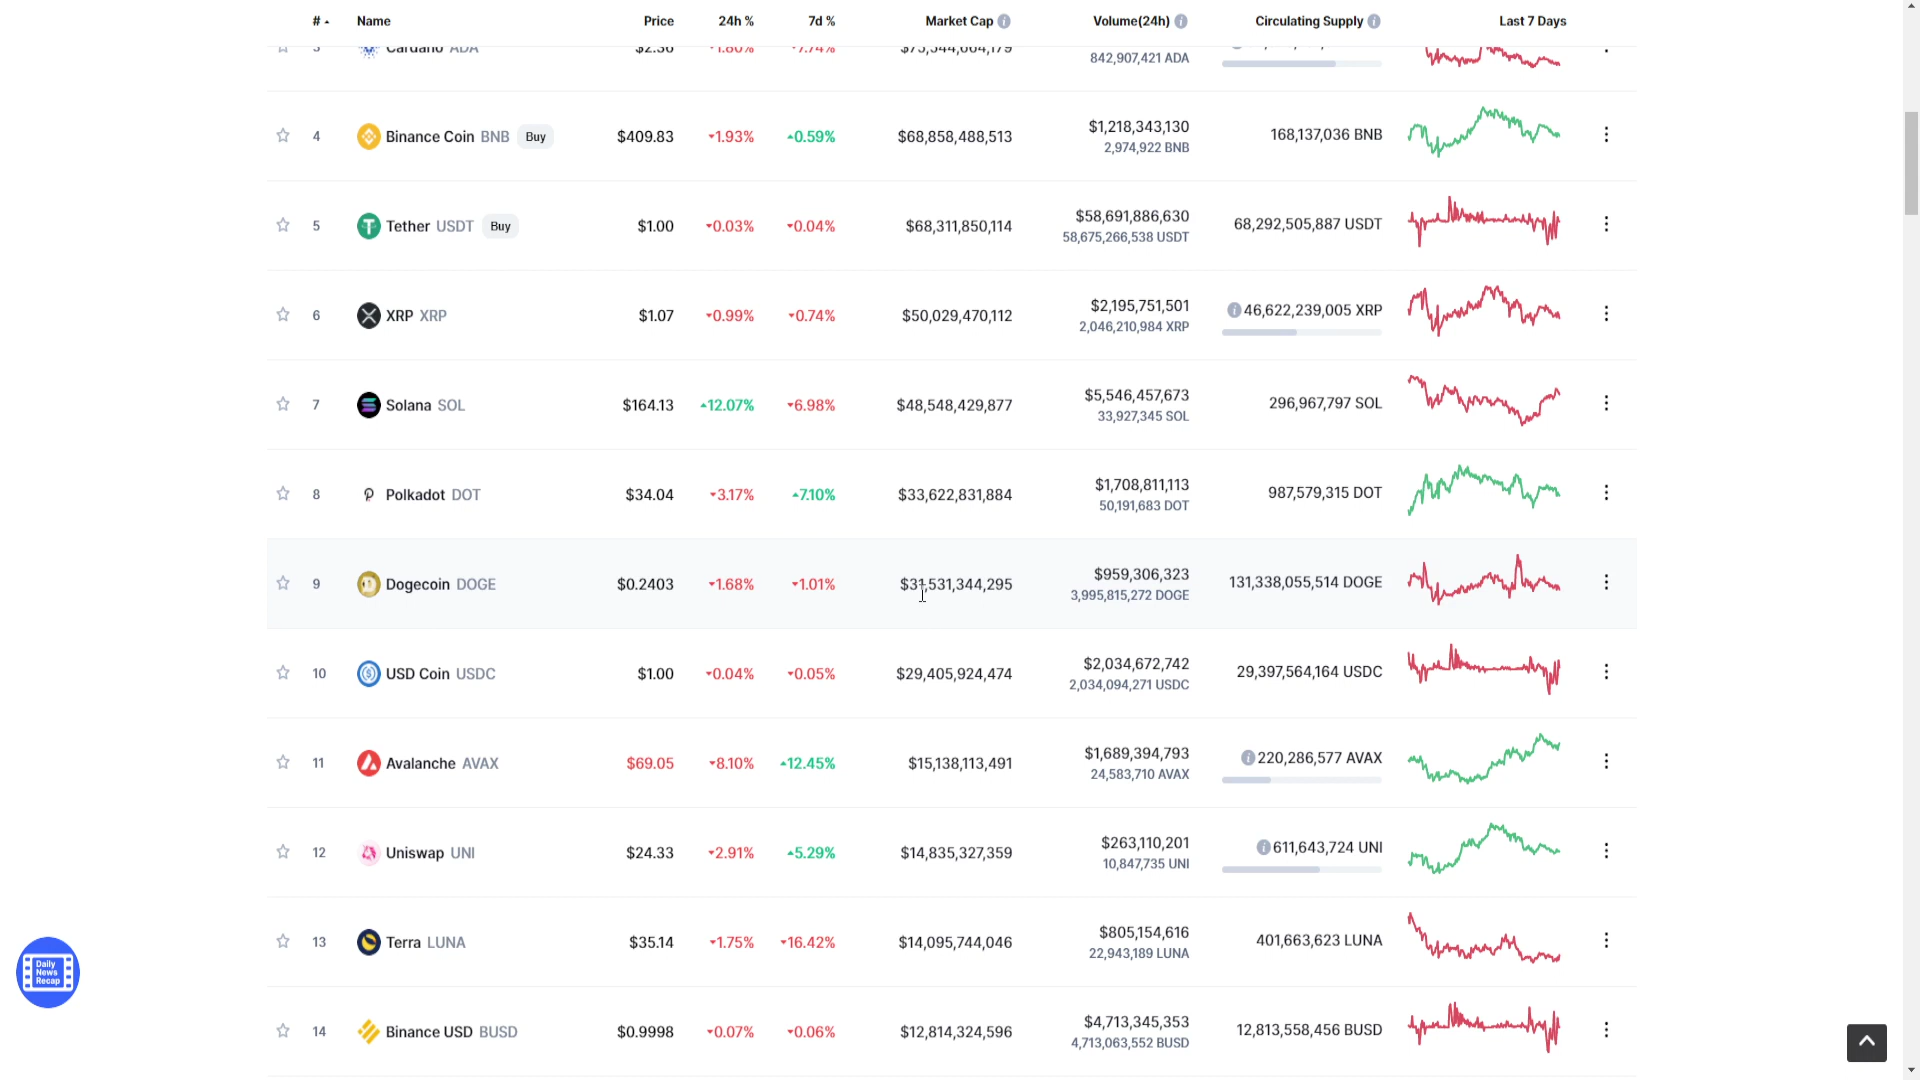 # Name Price 24h % 7d % Market Cap Volume(24h) Circulating Supply Last 7 Days
3 Cardano ADA $2.36 1.80% 7.74% $75,544,664,179
842,907,421 ADA
4 Binance Coin BNB Buy $409.83 1.93% 0.59% $68,858,488,513 $1,218,343,130 168,137,036 BNB
2,974,922 BNB
5 Tether USDT Buy $1.00 0.03% 0.04% $68,311,850,114 $58,691,886,630 68,292,505,887 USDT
58,675,266,538 USDT
6 XRP XRP $1.07 0.99% 0.74% $50,029,470,112 $2,195,751,501 46,622,239,005 XRP
2,046,210,984 XRP
7 Solana SOL $164.13 12.07% 6.98% $48,548,429,877 $5,546,457,673 296,967,797 SOL
33,927,345 SOL
8 Polkadot DOT $34.04 3.17% 7.10% $33,622,831,884 $1,708,811,113 987,579,315 DOT
50,191,683 DOT
9 Dogecoin DOGE $0.2403 1.68% 1.01% $31,531,344,295 $959,306,323 131,338,055,514 DOGE
3,995,815,272 DOGE
10 USD Coin USDC $1.00 0.04% 0.05% $29,405,924,474 $2,034,672,742 29,397,564,164 USDC
2,034,094,271 USDC
11 Avalanche AVAX $69.05 8.10% 12.45% $15,138,113,491 $1,689,394,793 220,286,577 AVAX
24,583,710 AVAX
12 Uniswap UNI $24.33 2.91% 5.29% $14,835,327,359 $263,110,201 611,643,724 UNI
10,847,735 UNI
13 Terra LUNA $35.14 1.75% 16.42% $14,095,744,046 $805,154,616 401,663,623 LUNA
22,943,189 LUNA
14 Binance USD BUSD $0.9998 0.07% 0.06% $12,814,324,596 $4,713,345,353 12,813,558,456 BUSD
4,713,063,552 BUSD
Daily
News
Recap